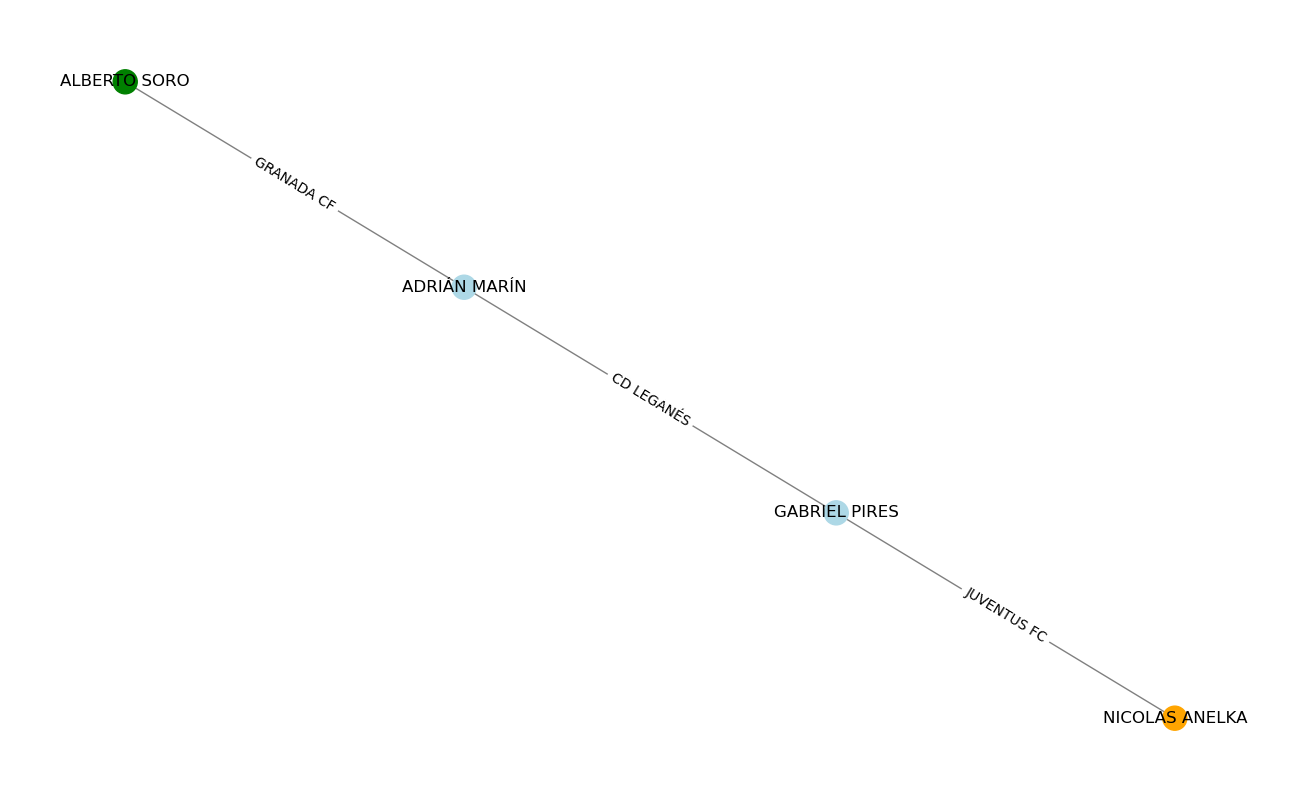 ALBERTO SORO
GRANADA CF
ADRIÁN MARÍN
CD LEGANÉS
GABRIEL PIRES
JUVENTUS FC
NICOLAS ANELKA